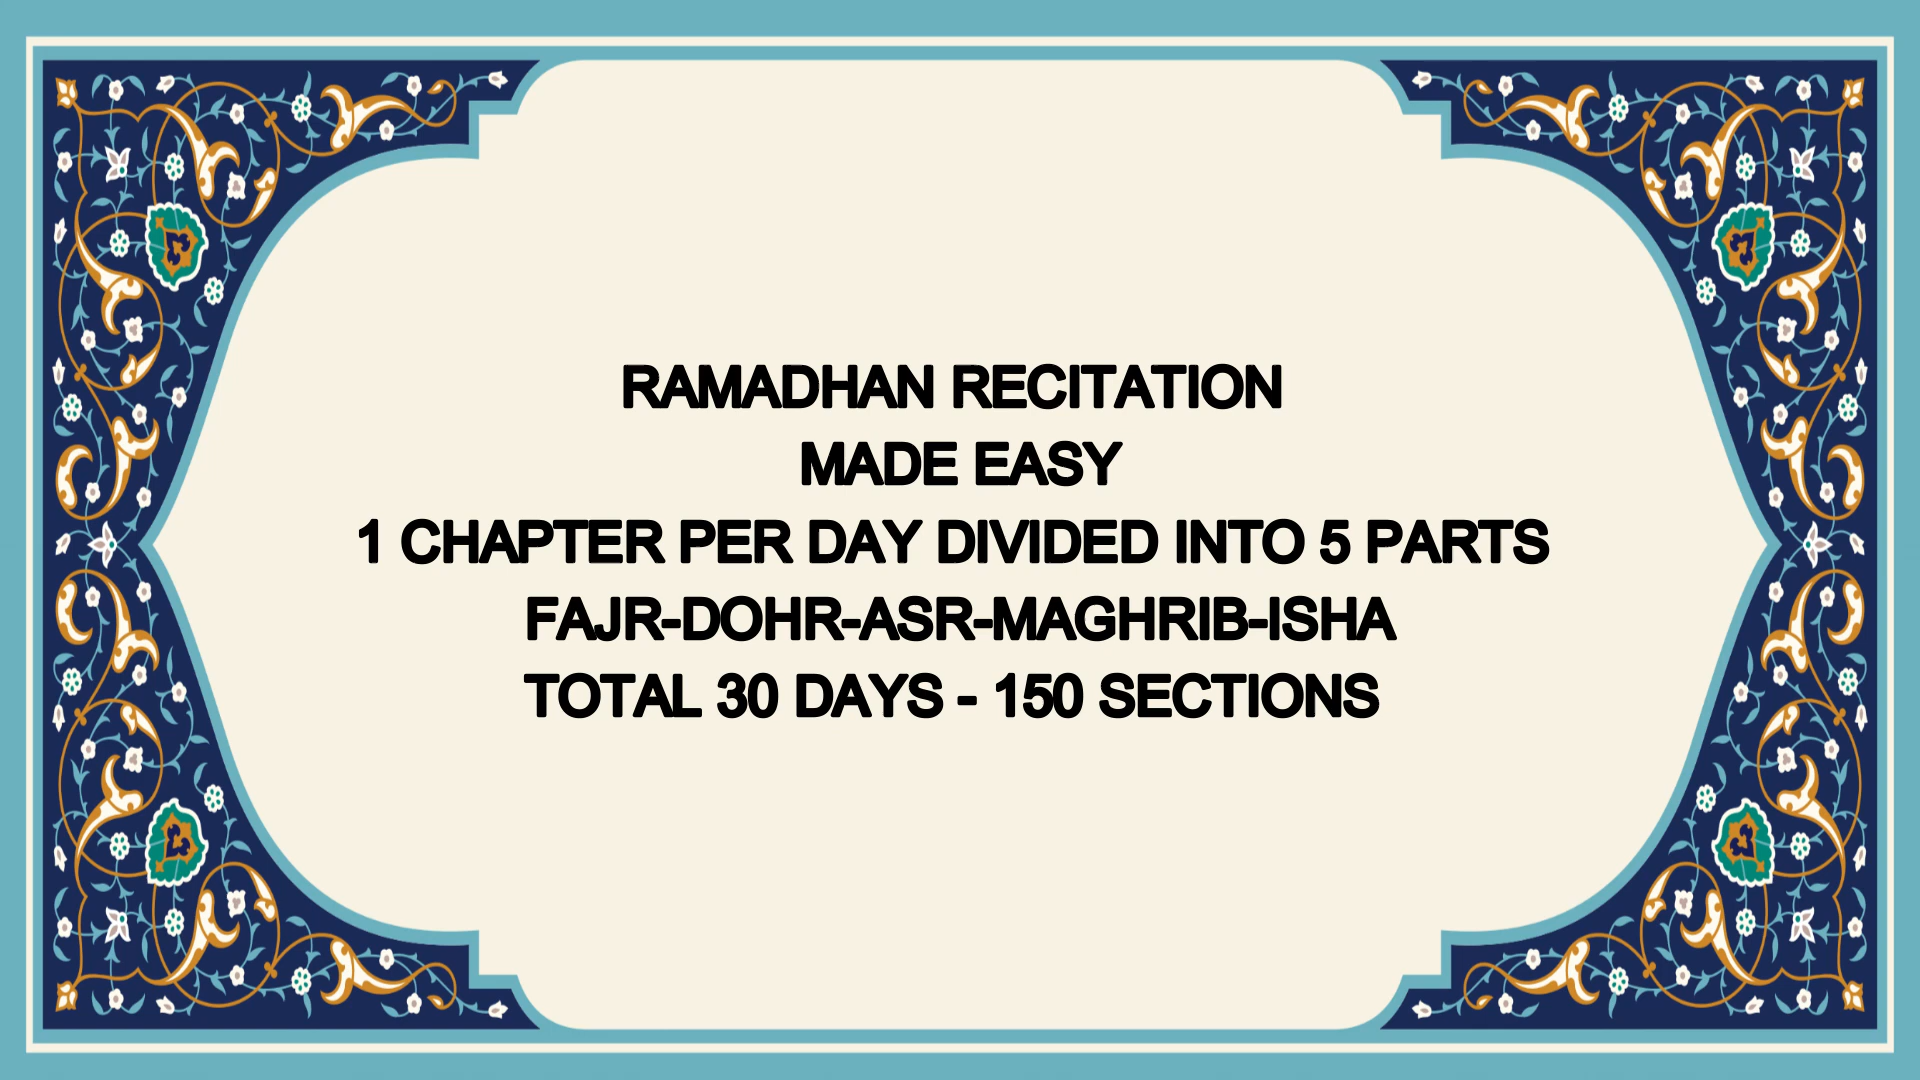 RAMADHAN RECITATION
MADE EASY
1 CHAPTER PER DAY DIVIDED INTO 5 PARTS
FAJR-DOHR-ASR-MAGHRIB-ISHA
TOTAL 30 DAYS - 150 SECTIONS